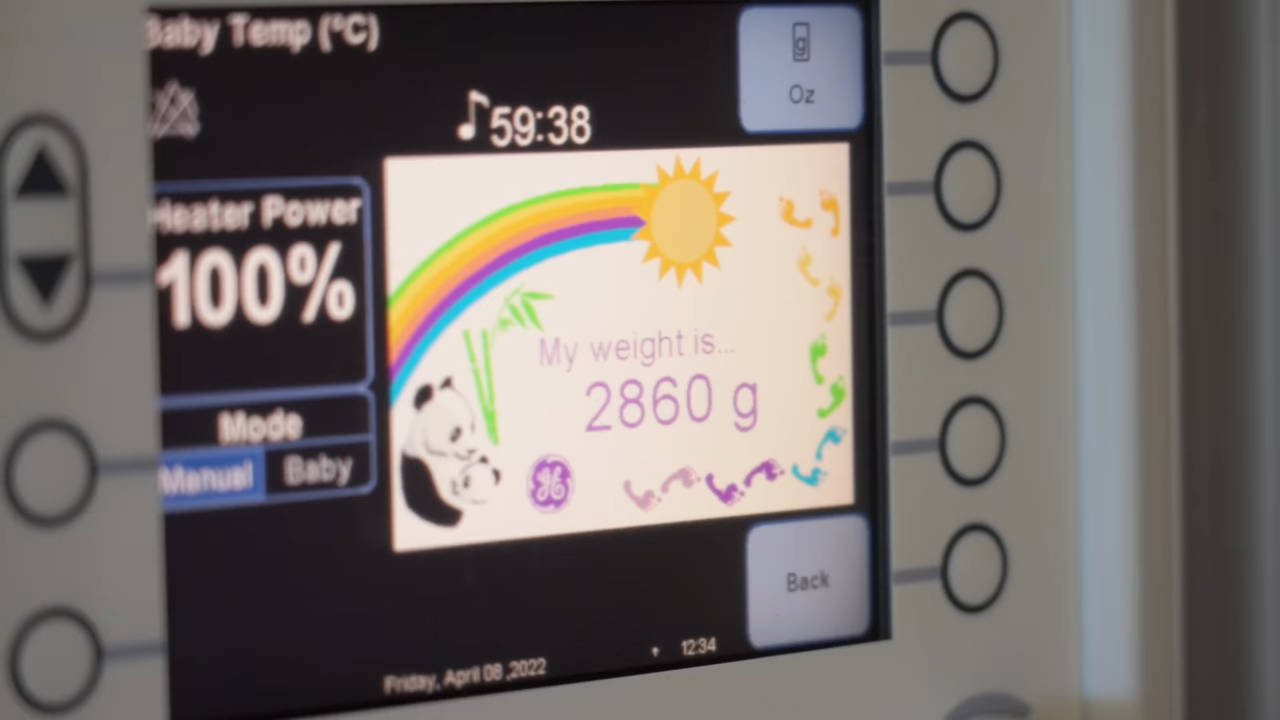 Baby Temp (°C)
g
Oz
59:38
Heater Power
100%
My weight is...
2860 g
Mode
Manual Baby
Back
12:34
Friday, April 08 ,2022